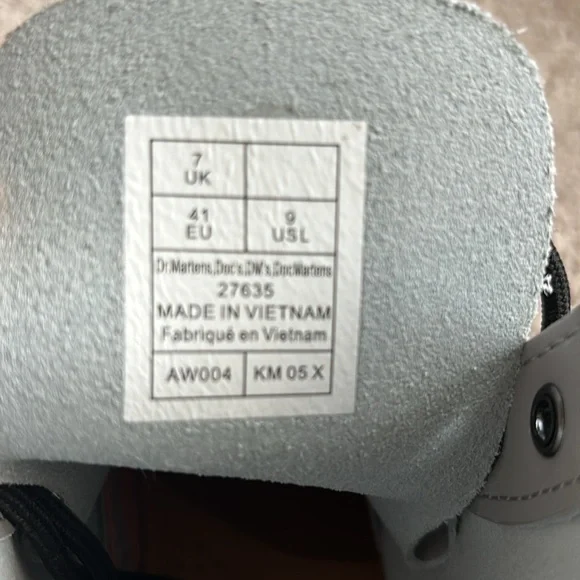 7
UK
41
EU
9
USL
Dr.Martens,Doc's,DM's,DocMartens
27635
MADE IN VIETNAM
Fabriqué en Vietnam
AW004
KM 05 X